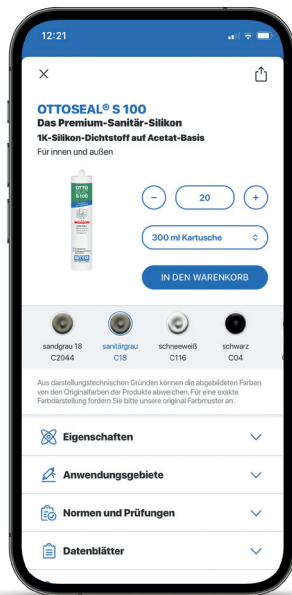 12:21
OTTOSEAL® S 100
Das Premium-Sanitär-Silikon
1K-Silikon-Dichtstoff auf Acetat-Basis
Für innen und außen
OTTO
S 100
− 20 +
300 ml Kartusche
IN DEN WARENKORB
sandgrau 18 sanitärgrau schneeweiß schwarz
C2044 C18 C116 C04
Aus darstellungstechnischen Gründen können die abgebildeten Farben
von den Originalfarben der Produkte abweichen. Für eine exakte
Farbdarstellung fordern Sie bitte unsere original Farbmuster an.
Eigenschaften
Anwendungsgebiete
Normen und Prüfungen
Datenblätter